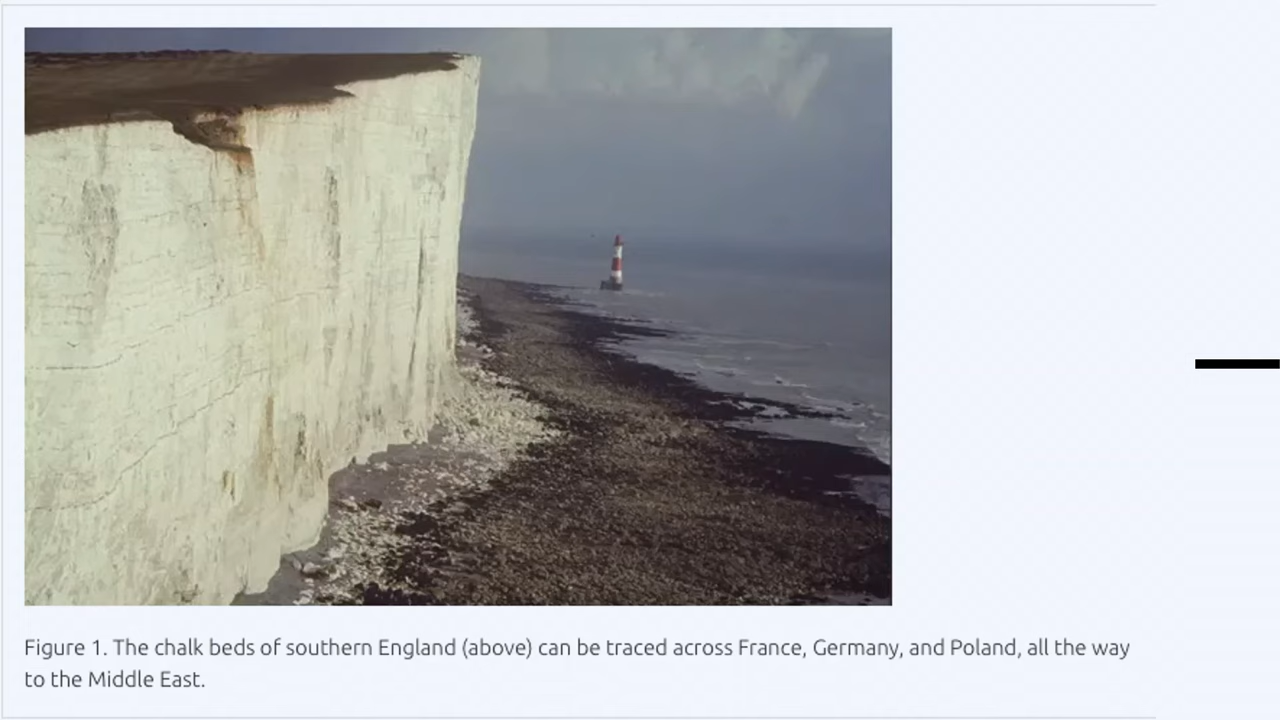 Figure 1. The chalk beds of southern England (above) can be traced across France, Germany, and Poland, all the way
to the Middle East.